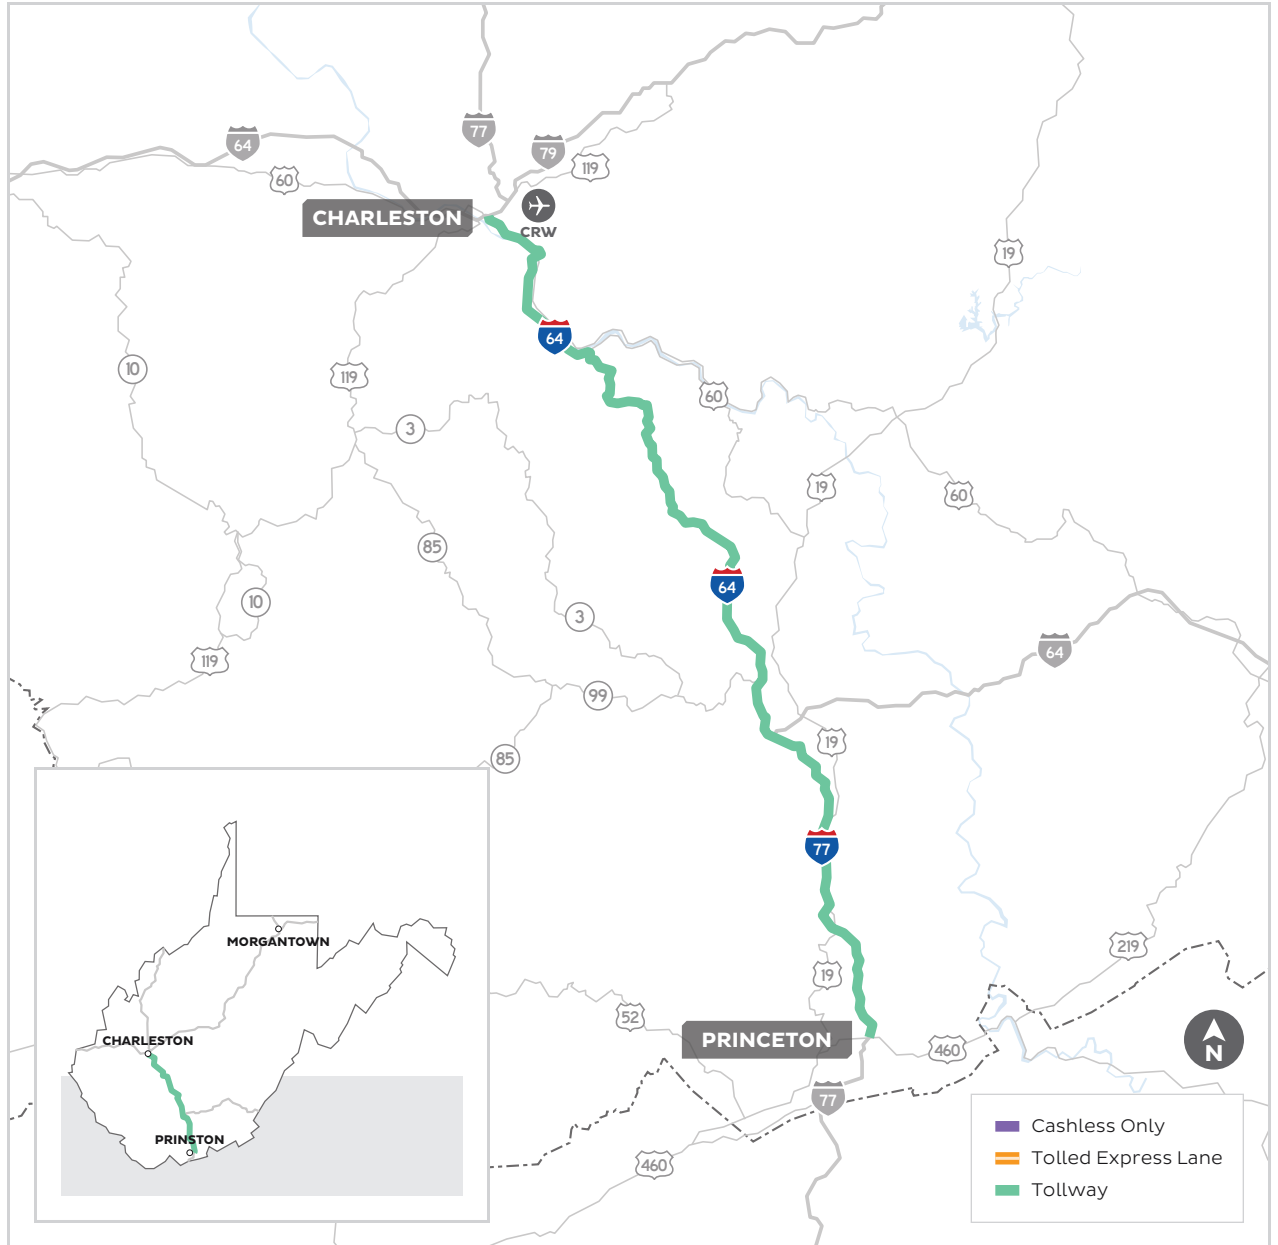 77
64
79
119
60
CHARLESTON
CRW
19
64
10
119
60
3
19
60
85
64
10
3
119
64
99
19
85
77
MORGANTOWN
219
19
52
CHARLESTON
PRINCETON
460
N
77
Cashless Only
PRINSTON
Tolled Express Lane
460
Tollway